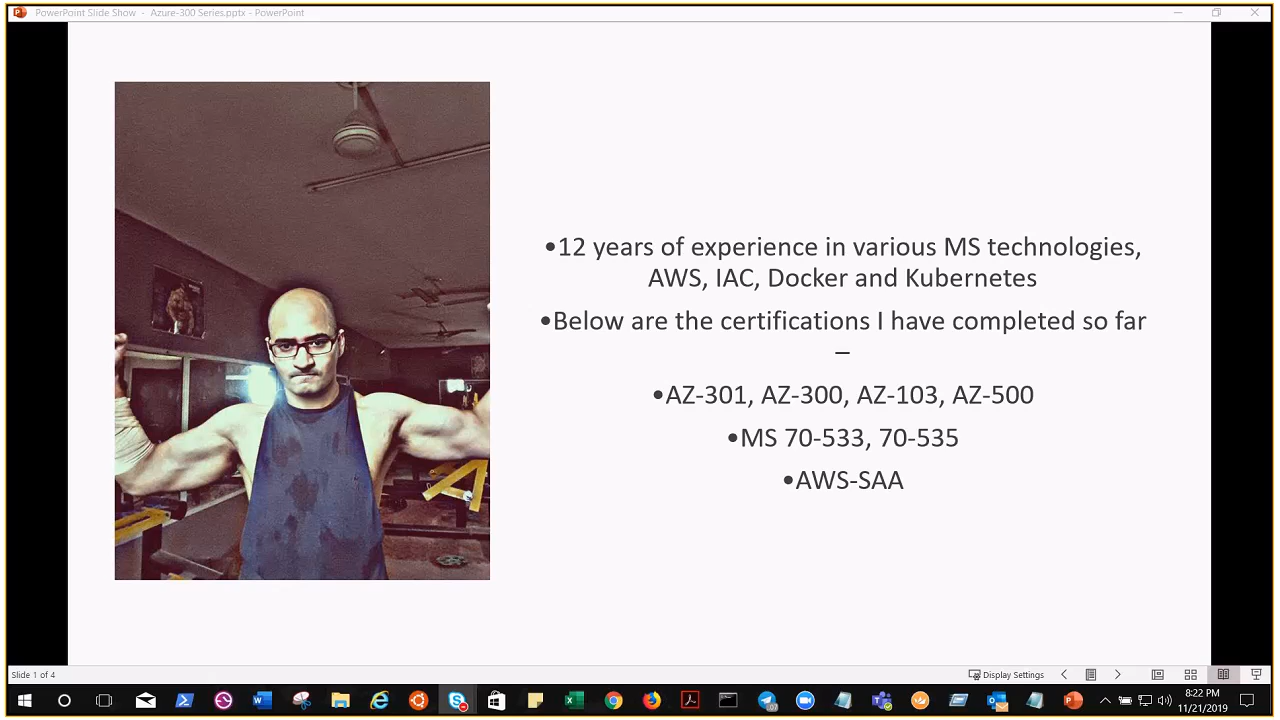 PowerPoint Slide Show - Azure-300 Series.pptx - PowerPoint
•12 years of experience in various MS technologies,
AWS, IAC, Docker and Kubernetes
•Below are the certifications I have completed so far
–
•AZ-301, AZ-300, AZ-103, AZ-500
•MS 70-533, 70-535
•AWS-SAA
Slide 1 of 4
Display Settings
8:22 PM
11/21/2019